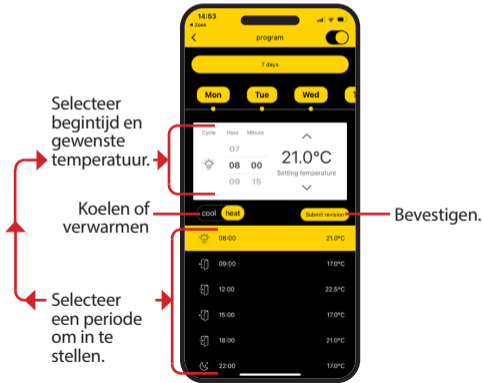 14:53
Zoek
program
7 days
Mon Tue Wed
Selecteer
begintijd en
gewenste
temperatuur.
Cycle Hour Minute
07
08 00
09 15
21.0°C
Setting temperature
Koelen of
verwarmen
cool heat
Submit revision
Bevestigen.
Selecteer
een periode
om in te
stellen.
08:00 21.0°C
09:00 17.0°C
12:00 22.5°C
15:00 17.0°C
18:00 21.0°C
22:00 17.0°C